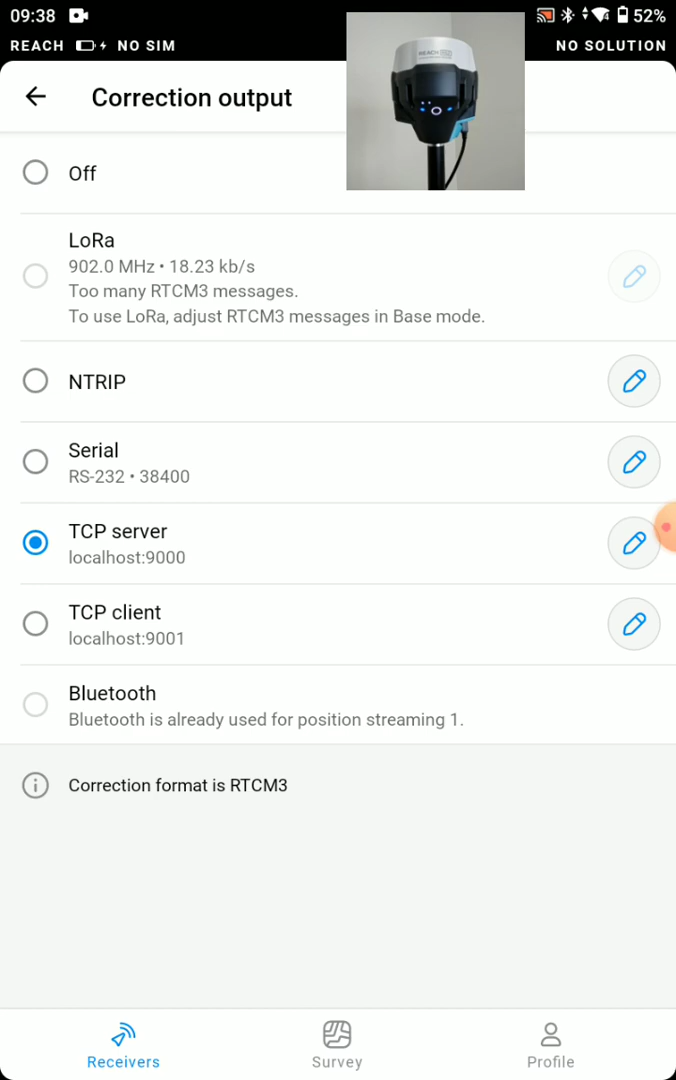 09:38 52%
REACH NO SIM NO SOLUTION
Correction output
REACH
Off
LoRa
902.0 MHz • 18.23 kb/s
Too many RTCM3 messages.
To use LoRa, adjust RTCM3 messages in Base mode.
NTRIP
Serial
RS-232 • 38400
TCP server
localhost:9000
TCP client
localhost:9001
Bluetooth
Bluetooth is already used for position streaming 1.
Correction format is RTCM3
Receivers Survey Profile